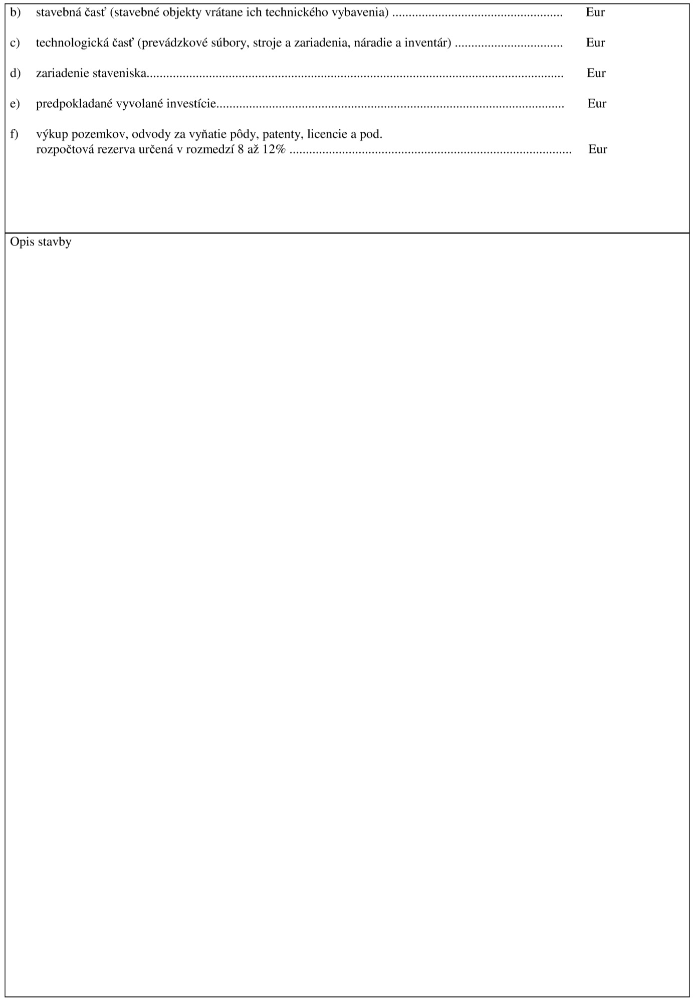 b) stavebná časť (stavebné objekty vrátane ich technického vybavenia) .................................................... Eur
c) technologická časť (prevádzkové súbory, stroje a zariadenia, náradie a inventár) ................................. Eur
d) zariadenie staveniska............................................................................................................................... Eur
e) predpokladané vyvolané investície.......................................................................................................... Eur
f) výkup pozemkov, odvody za vyňatie pôdy, patenty, licencie a pod.
rozpočtová rezerva určená v rozmedzí 8 až 12% ...................................................................................... Eur
Opis stavby